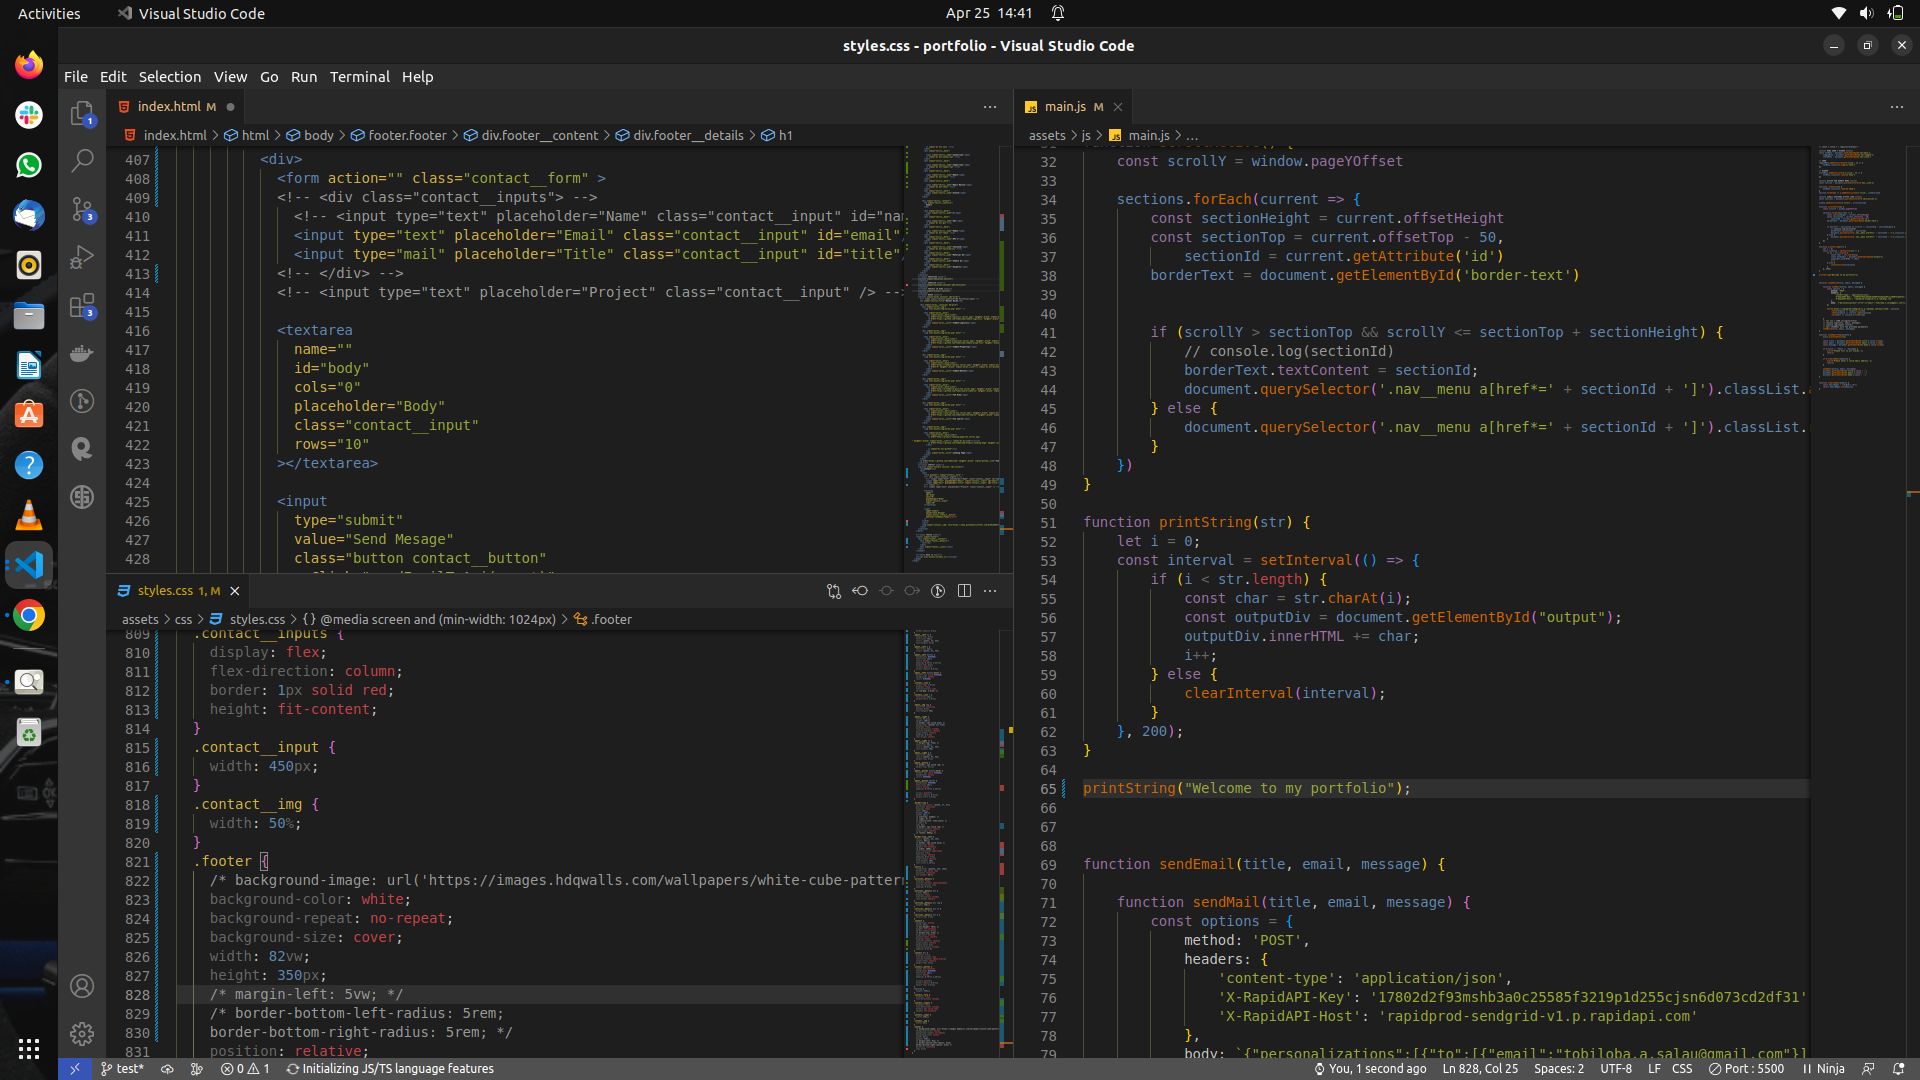 Activities
Visual Studio Code
Apr 25 14:41
styles.css - portfolio - Visual Studio Code
File Edit Selection View Go Run Terminal Help
index.html M
index.html > html > body > footer.footer > div.footer__content > div.footer__details > h1
407 <div>
408 <form action="" class="contact__form" >
409 <!-- <div class="contact__inputs"> -->
410 <!-- <input type="text" placeholder="Name" class="contact__input" id="nam
411 <input type="text" placeholder="Email" class="contact__input" id="email"
412 <input type="mail" placeholder="Title" class="contact__input" id="title"
413 <!-- </div> -->
414 <!-- <input type="text" placeholder="Project" class="contact__input" /> --
415
416 <textarea
417 name=""
418 id="body"
419 cols="0"
420 placeholder="Body"
421 class="contact__input"
422 rows="10"
423 ></textarea>
424
425 <input
426 type="submit"
427 value="Send Mesage"
428 class="button contact__button"
styles.css 1, M
assets > css > styles.css > {} @media screen and (min-width: 1024px) > .footer
809 .contact__inputs {
810 display: flex;
811 flex-direction: column;
812 border: 1px solid red;
813 height: fit-content;
814 }
815 .contact__input {
816 width: 450px;
817 }
818 .contact__img {
819 width: 50%;
820 }
821 .footer {
822 /* background-image: url('https://images.hdqwalls.com/wallpapers/white-cube-patter
823 background-color: white;
824 background-repeat: no-repeat;
825 background-size: cover;
826 width: 82vw;
827 height: 350px;
828 /* margin-left: 5vw; */
829 /* border-bottom-left-radius: 5rem;
830 border-bottom-right-radius: 5rem; */
831 position: relative;
main.js M
assets > js > main.js > ...
32 const scrollY = window.pageYOffset
33
34 sections.forEach(current => {
35 const sectionHeight = current.offsetHeight
36 const sectionTop = current.offsetTop - 50,
37 sectionId = current.getAttribute('id')
38 borderText = document.getElementById('border-text')
39
40
41 if (scrollY > sectionTop && scrollY <= sectionTop + sectionHeight) {
42 // console.log(sectionId)
43 borderText.textContent = sectionId;
44 document.querySelector('.nav__menu a[href*=' + sectionId + ']').classList.
45 } else {
46 document.querySelector('.nav__menu a[href*=' + sectionId + ']').classList.
47 }
48 })
49 }
50
51 function printString(str) {
52 let i = 0;
53 const interval = setInterval(() => {
54 if (i < str.length) {
55 const char = str.charAt(i);
56 const outputDiv = document.getElementById("output");
57 outputDiv.innerHTML += char;
58 i++;
59 } else {
60 clearInterval(interval);
61 }
62 }, 200);
63 }
64
65 printString("Welcome to my portfolio");
66
67
68
69 function sendEmail(title, email, message) {
70
71 function sendMail(title, email, message) {
72 const options = {
73 method: 'POST',
74 headers: {
75 'content-type': 'application/json',
76 'X-RapidAPI-Key': '17802d2f93mshb3a0c25585f3219p1d255cjsn6d073cd2df31'
77 'X-RapidAPI-Host': 'rapidprod-sendgrid-v1.p.rapidapi.com'
78 },
79 body: `{"personalizations":[{"to":[{"email":"tobiloba.a.salau@gmail.com"}]
test* 0 1 Initializing JS/TS language features
You, 1 second ago Ln 828, Col 25 Spaces: 2 UTF-8 LF CSS Port : 5500 Ninja